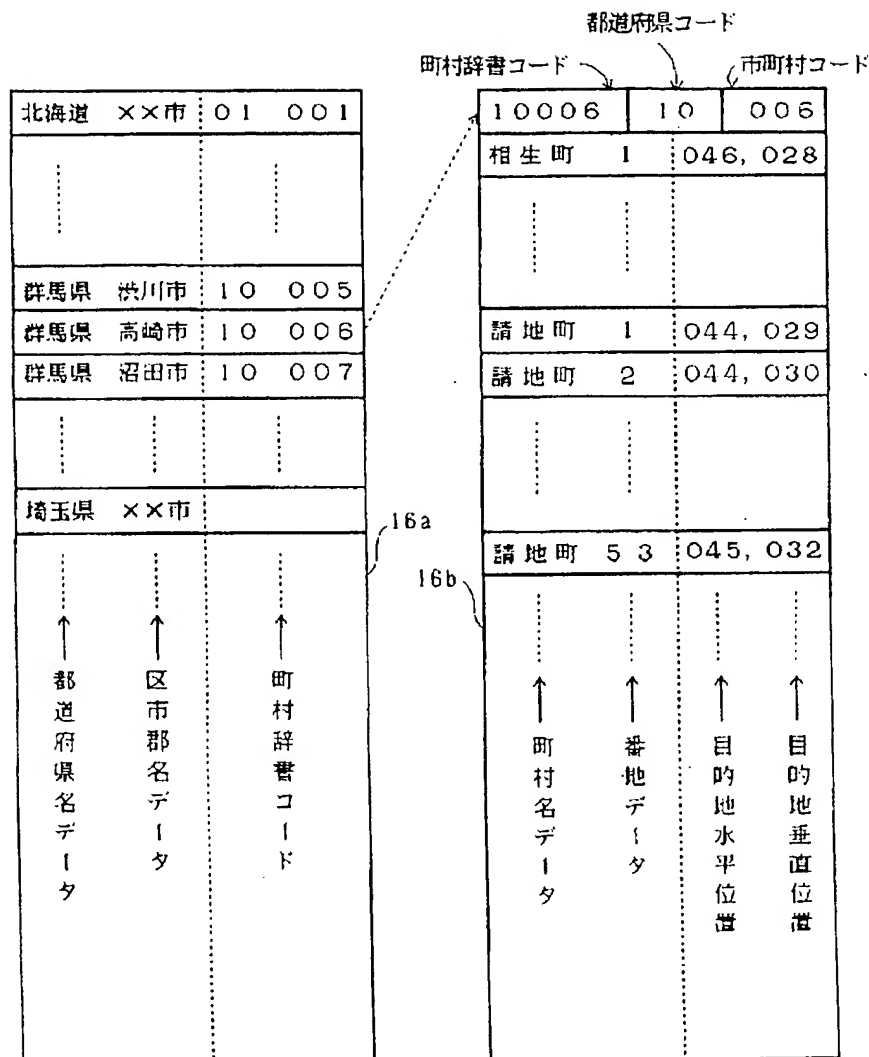 都道府県コード
町村辞書コード
市町村コード
北海道 ××市 01 001
群馬県 渋川市 10 005
群馬県 高崎市 10 006
群馬県 沼田市 10 007
埼玉県 ××市
16a
都道府県名データ
区市郡名データ
町村辞書コード
10006 10 006
相生町 1 046,028
請地町 1 044,029
請地町 2 044,030
請地町 53 045,032
16b
町村名データ
番地データ
目的地水平位置
目的地垂直位置